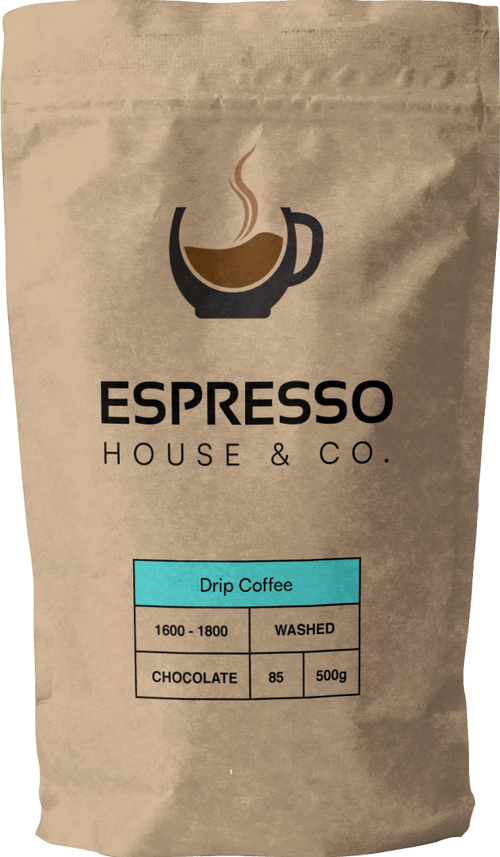 ESPRESSO
HOUSE & CO.
Drip Coffee
1600 - 1800 WASHED
CHOCOLATE 85 500g